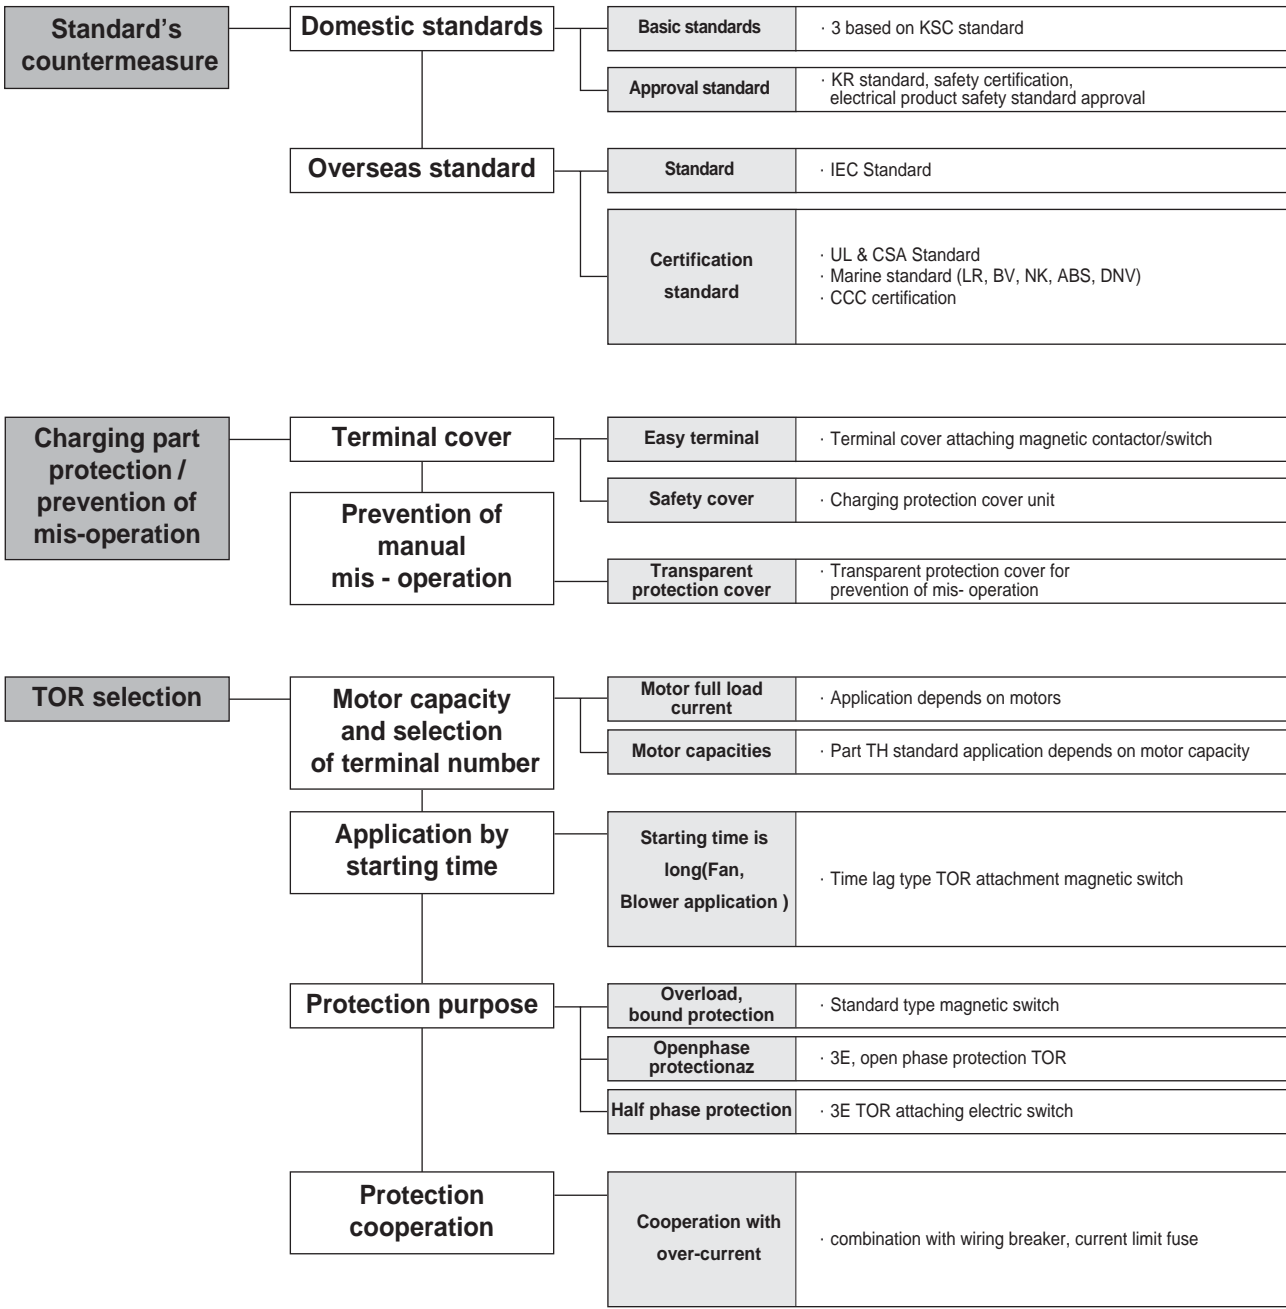 Standard's
countermeasure
Domestic standards
Basic standards
· 3 based on KSC standard
Approval standard
· KR standard, safety certification,
electrical product safety standard approval
Overseas standard
Standard
· IEC Standard
Certification
standard
· UL & CSA Standard
· Marine standard (LR, BV, NK, ABS, DNV)
· CCC certification
Charging part
protection /
prevention of
mis-operation
Terminal cover
Easy terminal
· Terminal cover attaching magnetic contactor/switch
Safety cover
· Charging protection cover unit
Prevention of
manual
mis - operation
Transparent
protection cover
· Transparent protection cover for
prevention of mis- operation
TOR selection
Motor capacity
and selection
of terminal number
Motor full load
current
· Application depends on motors
Motor capacities
· Part TH standard application depends on motor capacity
Application by
starting time
Starting time is
long(Fan,
Blower application )
· Time lag type TOR attachment magnetic switch
Protection purpose
Overload,
bound protection
· Standard type magnetic switch
Openphase
protectionaz
· 3E, open phase protection TOR
Half phase protection
· 3E TOR attaching electric switch
Protection
cooperation
Cooperation with
over-current
· combination with wiring breaker, current limit fuse